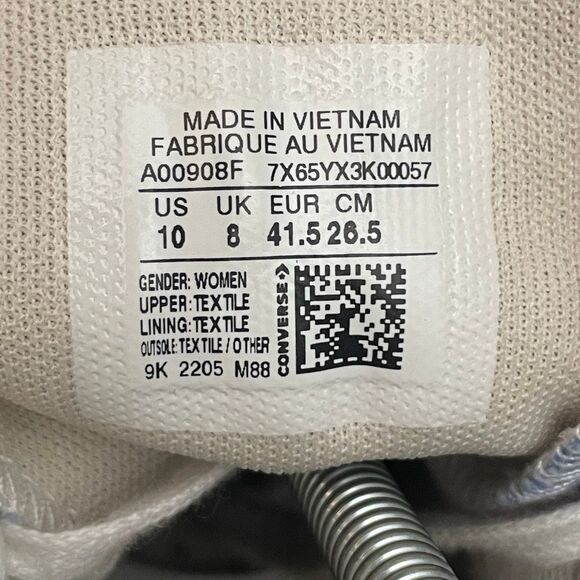 MADE IN VIETNAM
FABRIQUE AU VIETNAM
A00908F 7X65YX3K00057
US UK EUR CM
10 8 41.5 26.5
GENDER: WOMEN
UPPER: TEXTILE
LINING: TEXTILE
OUTSOLE: TEXTILE / OTHER
9K 2205 M88
CONVERSE